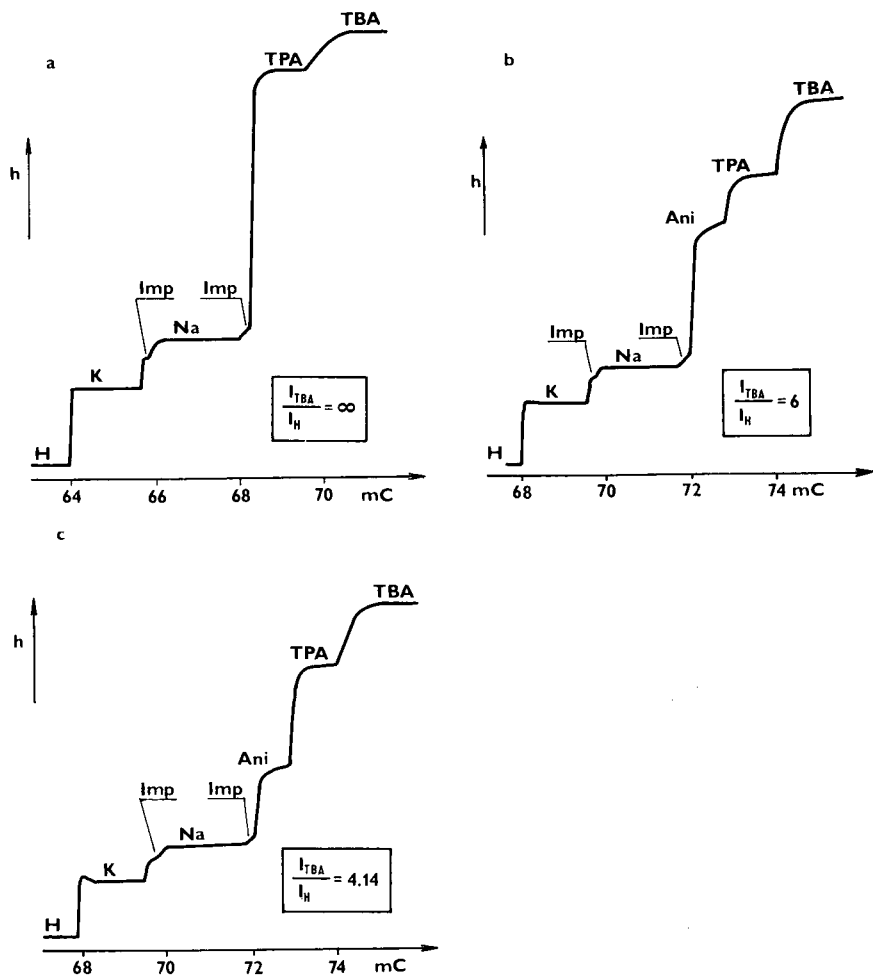 a
TBA
TPA
h
Imp
Imp
Na
K
H
I_TBA / I_H = ∞
64 66 68 70 mC
b
TBA
TPA
h
Ani
Imp
Imp
Na
K
H
I_TBA / I_H = 6
68 70 72 74 mC
c
TBA
h
TPA
Ani
Imp
Imp
Na
K
H
I_TBA / I_H = 4.14
68 70 72 74 mC